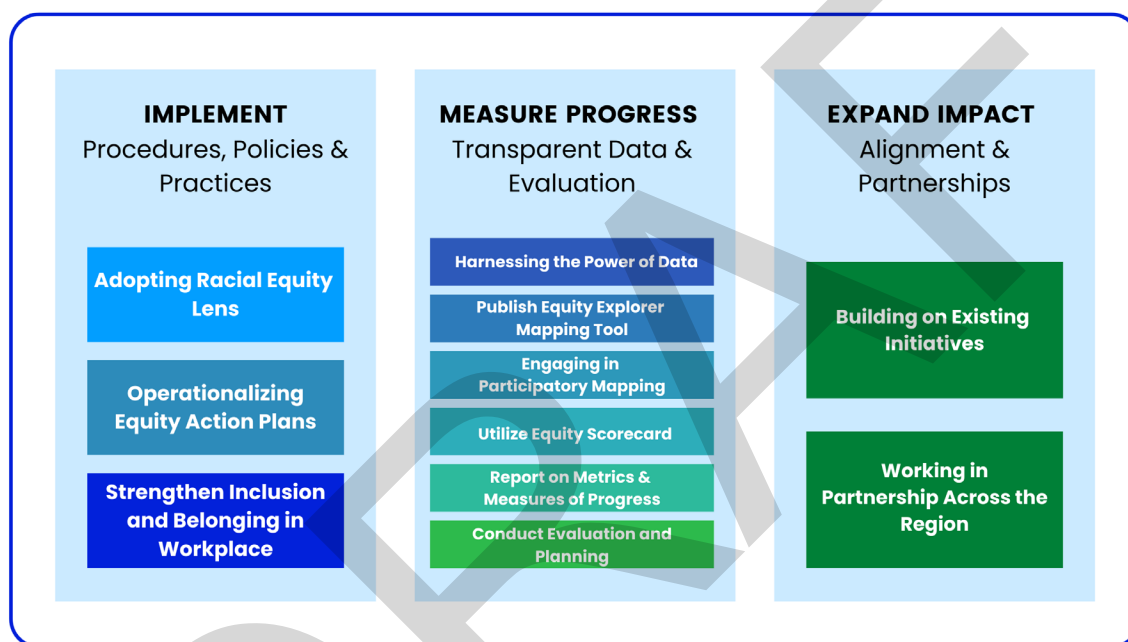 IMPLEMENT
Procedures, Policies &
Practices
Adopting Racial Equity
Lens
Operationalizing
Equity Action Plans
Strengthen Inclusion
and Belonging in
Workplace
MEASURE PROGRESS
Transparent Data &
Evaluation
Harnessing the Power of Data
Publish Equity Explorer
Mapping Tool
Engaging in
Participatory Mapping
Utilize Equity Scorecard
Report on Metrics &
Measures of Progress
Conduct Evaluation and
Planning
EXPAND IMPACT
Alignment &
Partnerships
Building on Existing
Initiatives
Working in
Partnership Across the
Region